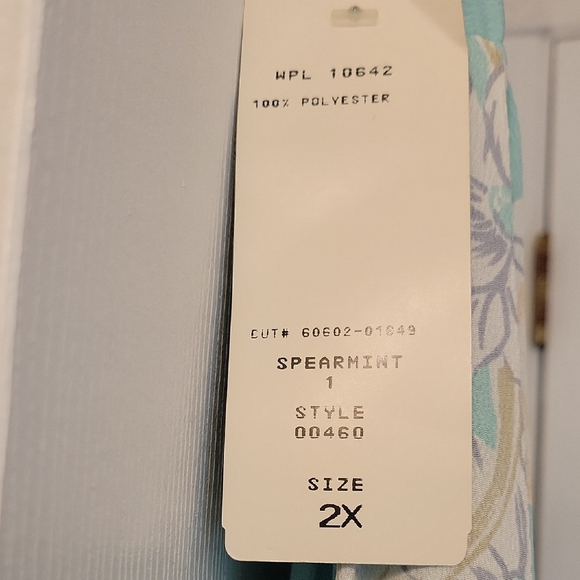 WPL 10642
100% POLYESTER
CUT# 60602-01849
SPEARMINT
1
STYLE
00460
SIZE
2X